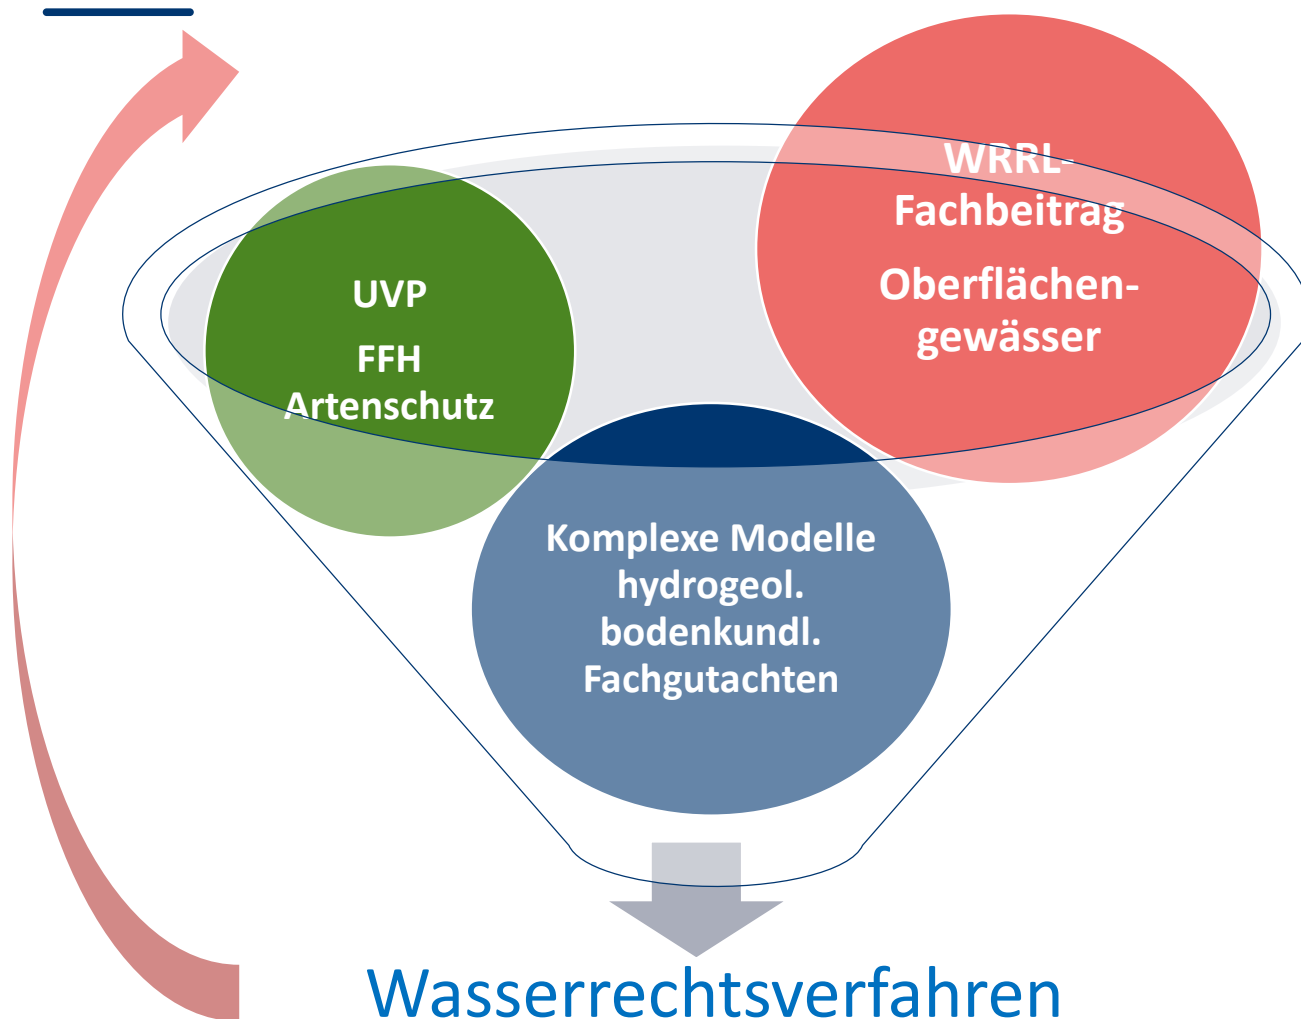 WRRL-
Fachbeitrag
Oberflächen-
gewässer
UVP
FFH
Artenschutz
Komplexe Modelle
hydrogeol.
bodenkundl.
Fachgutachten
Wasserrechtsverfahren